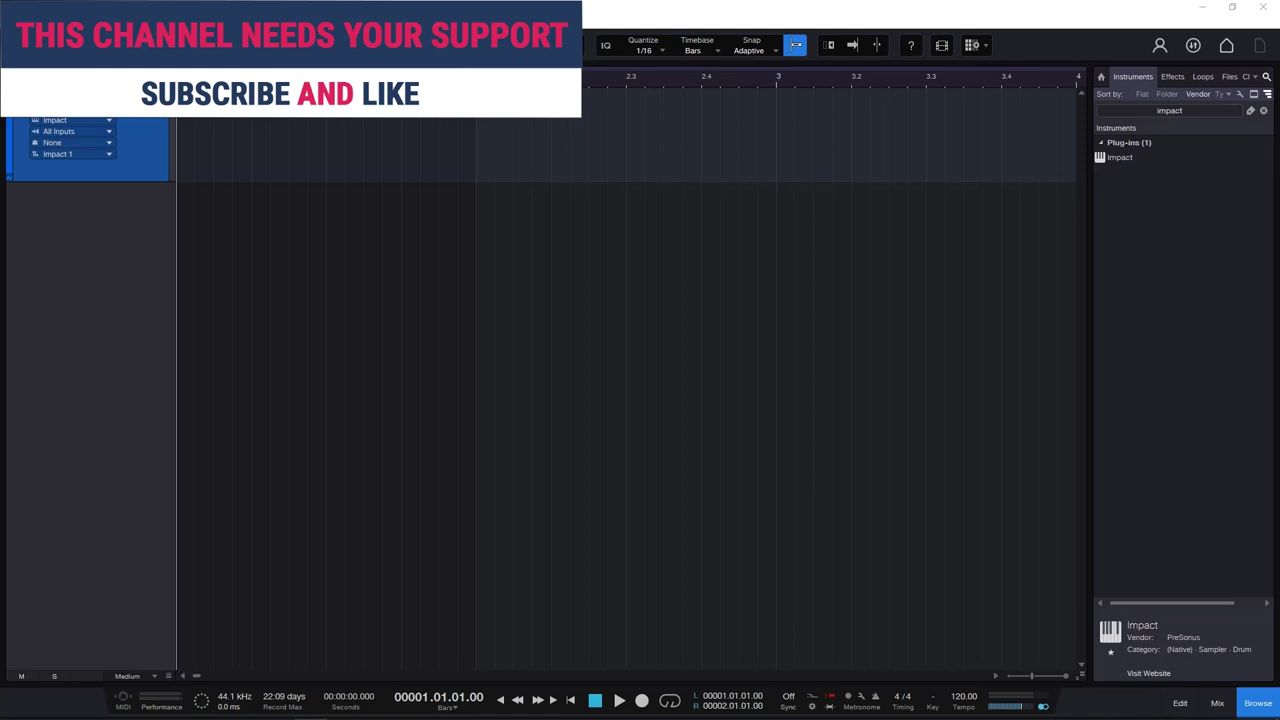 THIS CHANNEL NEEDS YOUR SUPPORT
SUBSCRIBE AND LIKE
IQ
Quantize
1/16
Timebase
Bars
Snap
Adaptive
?
2.3
2.4
3
3.2
3.3
3.4
4
Instruments
Effects
Loops
Files
Cl
Sort by:
Flat
Folder
Vendor
Ty
impact
Instruments
Plug-ins (1)
Impact
Impact
All Inputs
None
Impact 1
Impact
Vendor: PreSonus
Category: (Native) - Sampler - Drum
Visit Website
M
S
Medium
MIDI
Performance
44.1 kHz
0.0 ms
22:09 days
Record Max
00:00:00.000
Seconds
00001.01.01.00
Bars
L 00001.01.01.00
R 00002.01.01.00
Off
Sync
Metronome
4 / 4
Timing
-
Key
120.00
Tempo
Edit
Mix
Browse